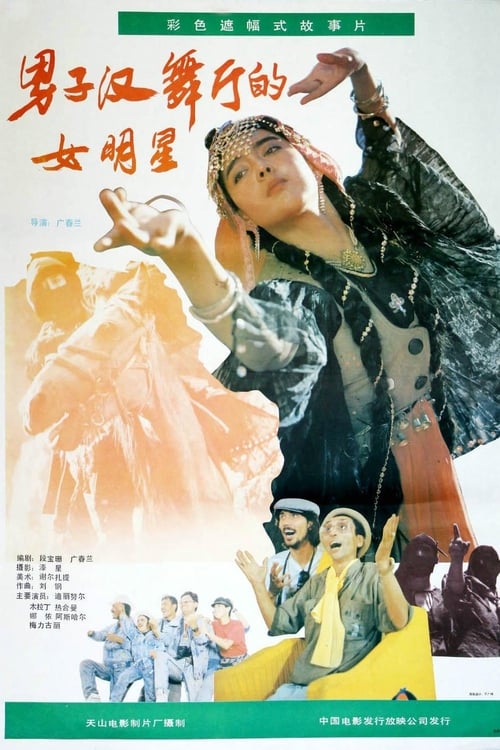 彩色遮幅式故事片
男子汉舞厅的
女明星
导演：广春兰
编剧：段宝珊 广春兰
摄影：漆星
美术：谢尔扎提
作曲：刘钢
主要演员：迪丽努尔
木拉丁 热合曼
娜依 阿斯哈尔
梅力古丽
天山电影制片厂摄制
中国电影发行放映公司发行